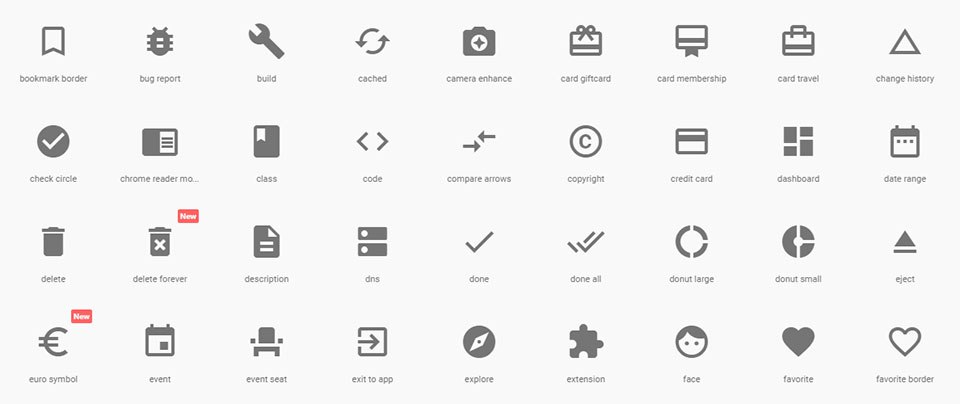 bookmark border
bug report
build
cached
camera enhance
card giftcard
card membership
card travel
change history
check circle
chrome reader mo...
class
code
compare arrows
C
copyright
credit card
dashboard
date range
delete
New
delete forever
description
dns
done
done all
donut large
donut small
eject
New
euro symbol
event
event seat
exit to app
explore
extension
face
favorite
favorite border